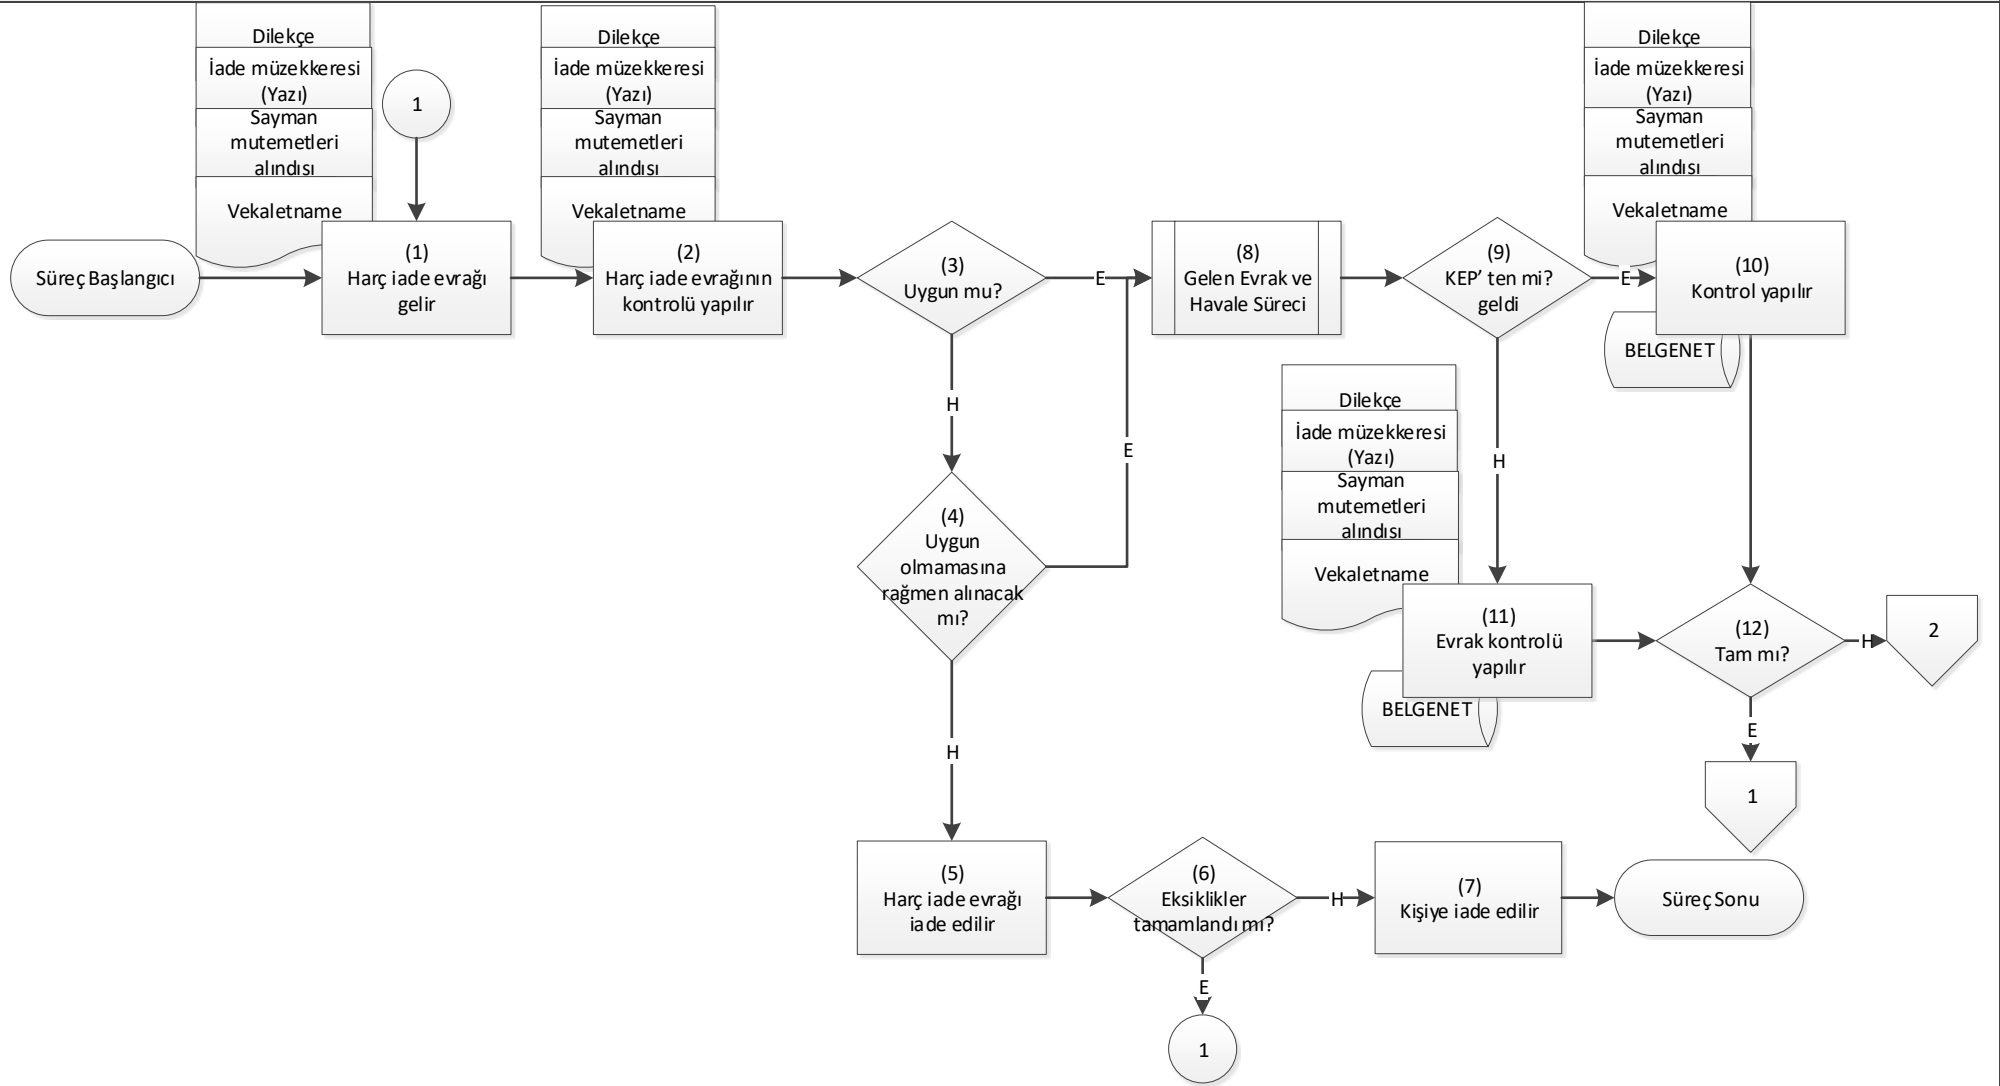 Dilekçe
İade müzekkeresi
(Yazı)
Sayman
mutemetleri
alındısı
Vekaletname
1
Dilekçe
İade müzekkeresi
(Yazı)
Sayman
mutemetleri
alındısı
Vekaletname
Dilekçe
İade müzekkeresi
(Yazı)
Sayman
mutemetleri
alındısı
Vekaletname
Süreç Başlangıcı
(1)
Harç iade evrağı
gelir
(2)
Harç iade evrağının
kontrolü yapılır
(3)
Uygun mu?
E
(8)
Gelen Evrak ve
Havale Süreci
(9)
KEP’ ten mi?
geldi
E
(10)
Kontrol yapılır
BELGENET
H
E
H
Dilekçe
İade müzekkeresi
(Yazı)
Sayman
mutemetleri
alındısı
Vekaletname
(4)
Uygun
olmamasına
rağmen alınacak
mı?
(11)
Evrak kontrolü
yapılır
BELGENET
(12)
Tam mı?
H
2
E
1
H
(5)
Harç iade evrağı
iade edilir
(6)
Eksiklikler
tamamlandı mı?
H
(7)
Kişiye iade edilir
Süreç Sonu
E
1